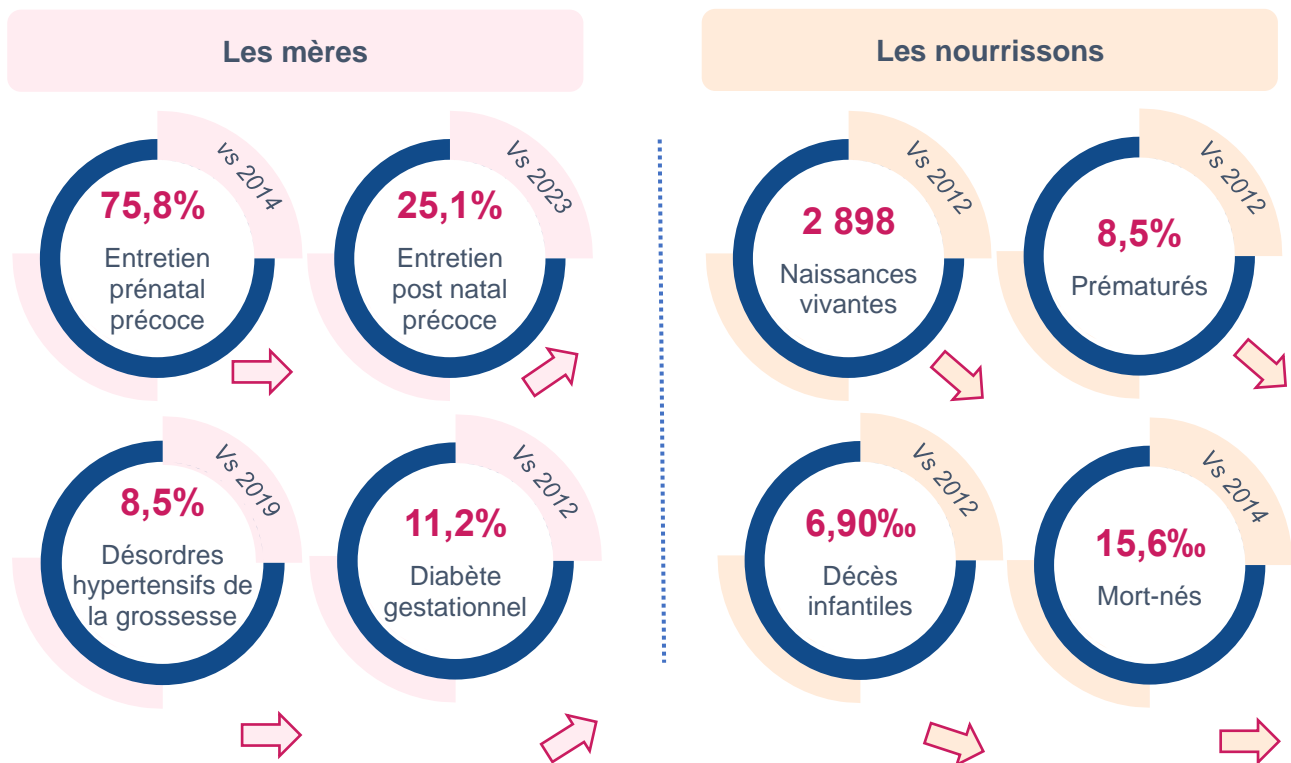 Les mères
vs 2014
75,8%
Entretien
prénatal
précoce
Vs 2023
25,1%
Entretien
post natal
précoce
Vs 2019
8,5%
Désordres
hypertensifs de
la grossesse
Vs 2012
11,2%
Diabète
gestationnel
Les nourrissons
Vs 2012
2 898
Naissances
vivantes
Vs 2012
8,5%
Prématurés
Vs 2012
6,90‰
Décès
infantiles
Vs 2014
15,6‰
Mort-nés